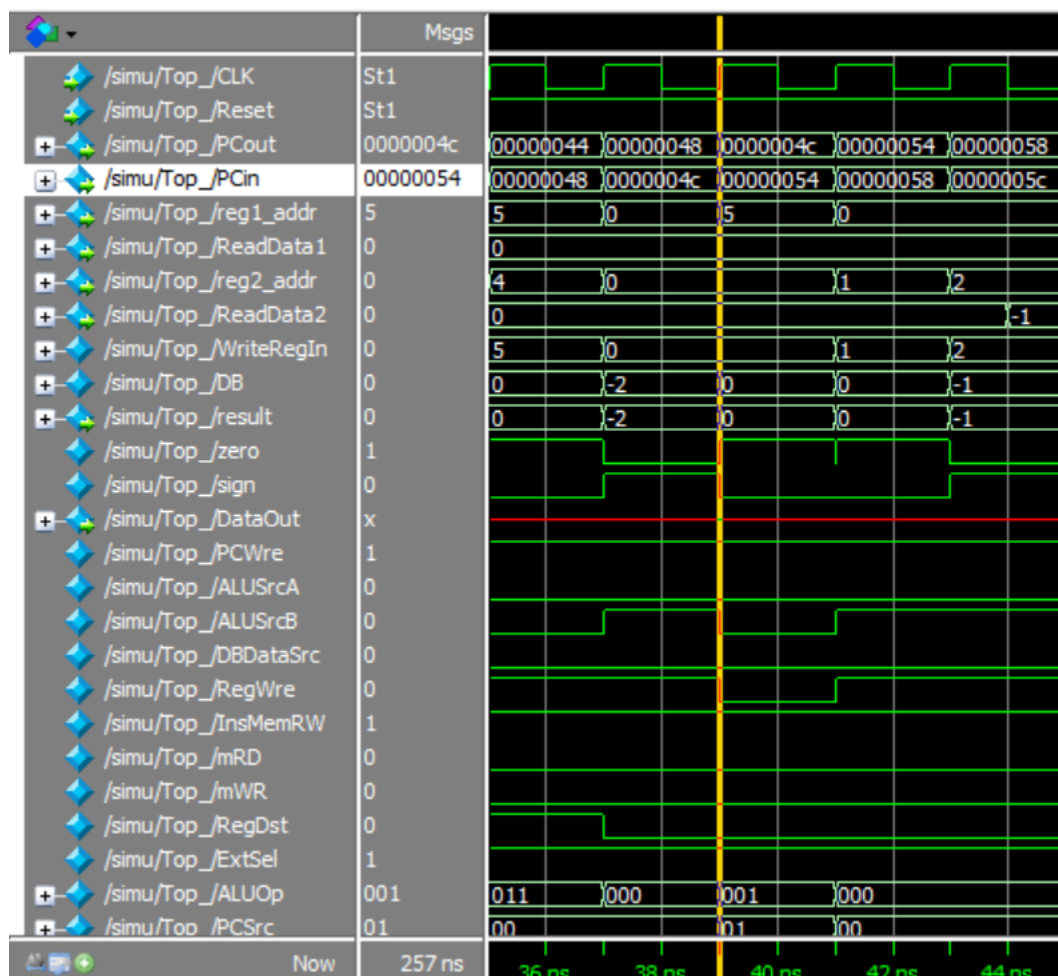 Msgs
/simu/Top_/CLK St1
/simu/Top_/Reset St1
/simu/Top_/PCout 0000004c 00000044 00000048 0000004c 00000054 00000058
/simu/Top_/PCin 00000054 00000048 0000004c 00000054 00000058 0000005c
/simu/Top_/reg1_addr 5 5 0 5 0
/simu/Top_/ReadData1 0 0
/simu/Top_/reg2_addr 0 4 0 1 2
/simu/Top_/ReadData2 0 0 -1
/simu/Top_/WriteRegIn 0 5 0 1 2
/simu/Top_/DB 0 0 -2 0 0 -1
/simu/Top_/result 0 0 -2 0 0 -1
/simu/Top_/zero 1
/simu/Top_/sign 0
/simu/Top_/DataOut x
/simu/Top_/PCWre 1
/simu/Top_/ALUSrcA 0
/simu/Top_/ALUSrcB 0
/simu/Top_/DBDataSrc 0
/simu/Top_/RegWre 0
/simu/Top_/InsMemRW 1
/simu/Top_/mRD 0
/simu/Top_/mWR 0
/simu/Top_/RegDst 0
/simu/Top_/ExtSel 1
/simu/Top_/ALUOp 001 011 000 001 000
/simu/Top_/PCSrc 01 00 01 00
Now 257 ns 36 ns 38 ns 40 ns 42 ns 44 ns